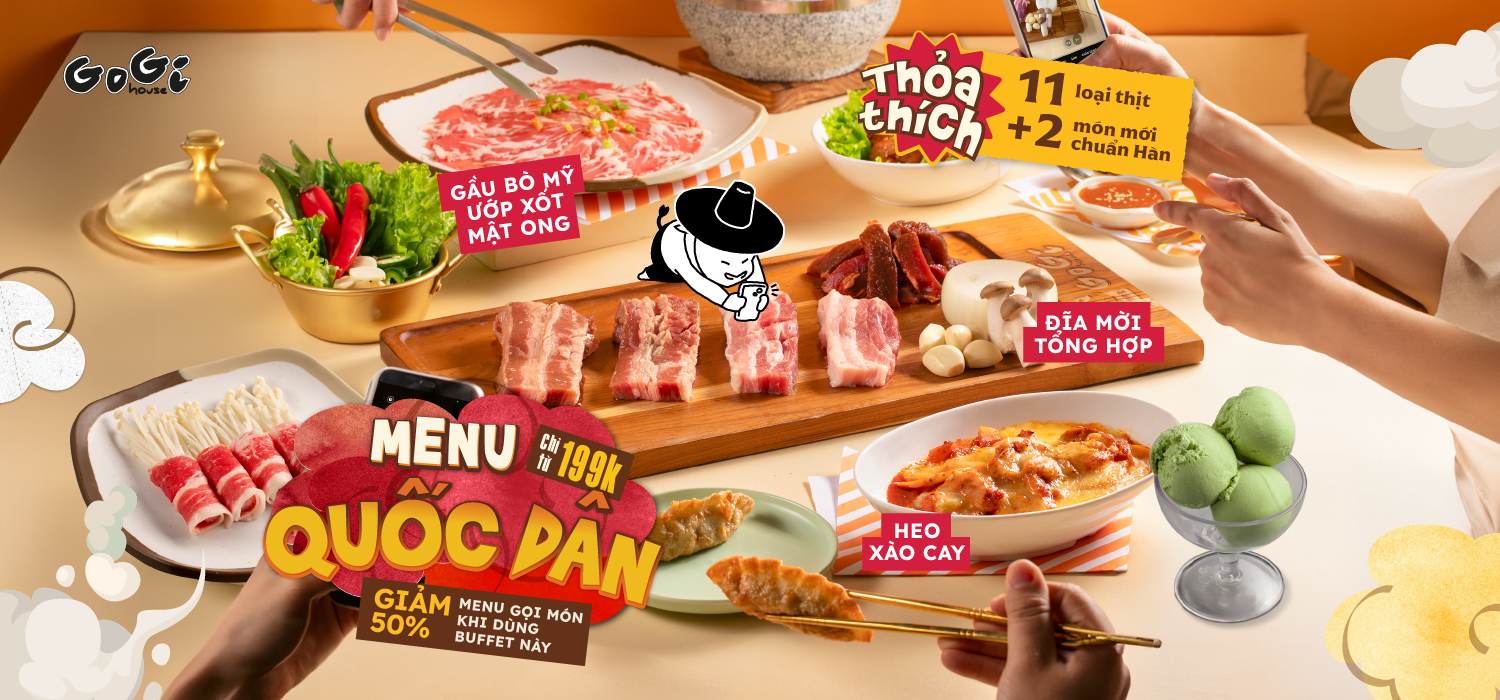 GoGi
house
Thỏa
thích
11 loại thịt
+2 món mới
chuẩn Hàn
GẦU BÒ MỸ
ƯỚP XỐT
MẬT ONG
ĐĨA MỜI
TỔNG HỢP
MENU
Chỉ
từ 199k
QUỐC DÂN
HEO
XÀO CAY
GIẢM
50%
MENU GỌI MÓN
KHI DÙNG
BUFFET NÀY